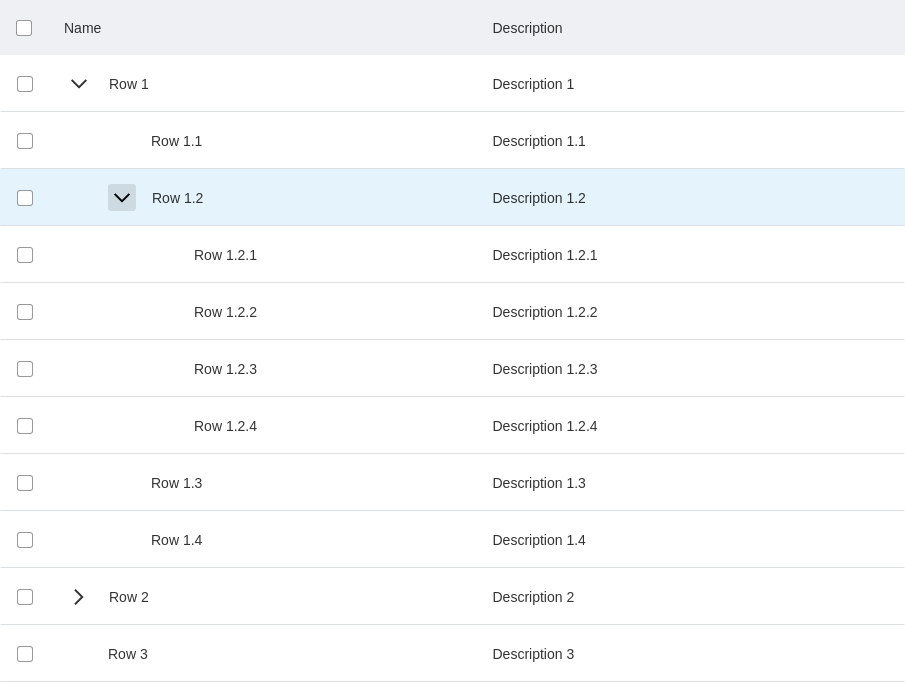 Name Description
Row 1 Description 1
Row 1.1 Description 1.1
Row 1.2 Description 1.2
Row 1.2.1 Description 1.2.1
Row 1.2.2 Description 1.2.2
Row 1.2.3 Description 1.2.3
Row 1.2.4 Description 1.2.4
Row 1.3 Description 1.3
Row 1.4 Description 1.4
Row 2 Description 2
Row 3 Description 3